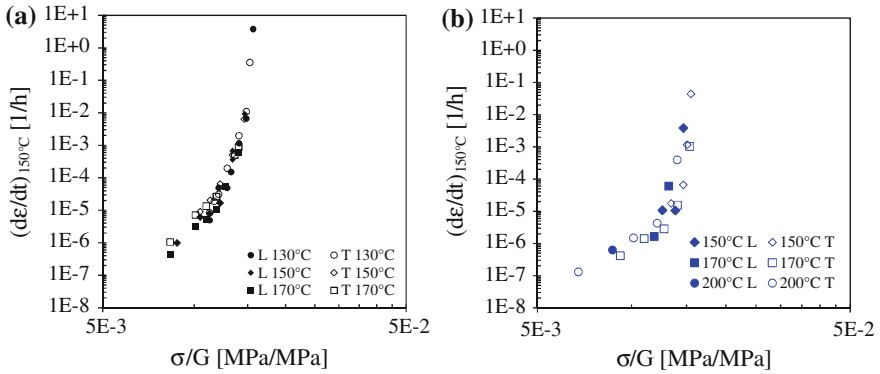 (a)
(dε/dt)150°C [1/h]
1E+1
1E+0
1E-1
1E-2
1E-3
1E-4
1E-5
1E-6
1E-7
1E-8
1E-9
L 130°C T 130°C
L 150°C T 150°C
L 170°C T 170°C
5E-3 5E-2
σ/G [MPa/MPa]
(b)
(dε/dt)150°C [1/h]
1E+1
1E+0
1E-1
1E-2
1E-3
1E-4
1E-5
1E-6
1E-7
1E-8
150°C L 150°C T
170°C L 170°C T
200°C L 200°C T
5E-3 5E-2
σ/G [MPa/MPa]